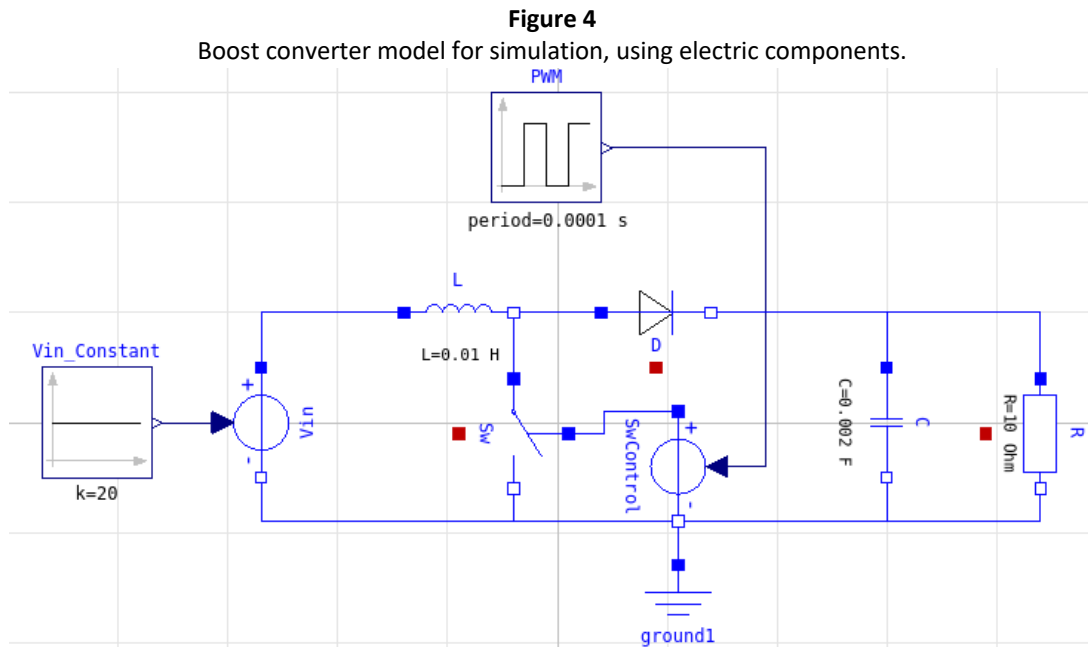 Figure 4
Boost converter model for simulation, using electric components.
PWM
period=0.0001 s
L
L=0.01 H
D
Vin_Constant
k=20
+
-
Vin
Sw
+
-
SwControl
C=0.002 F
C
R=10 Ohm
R
ground1